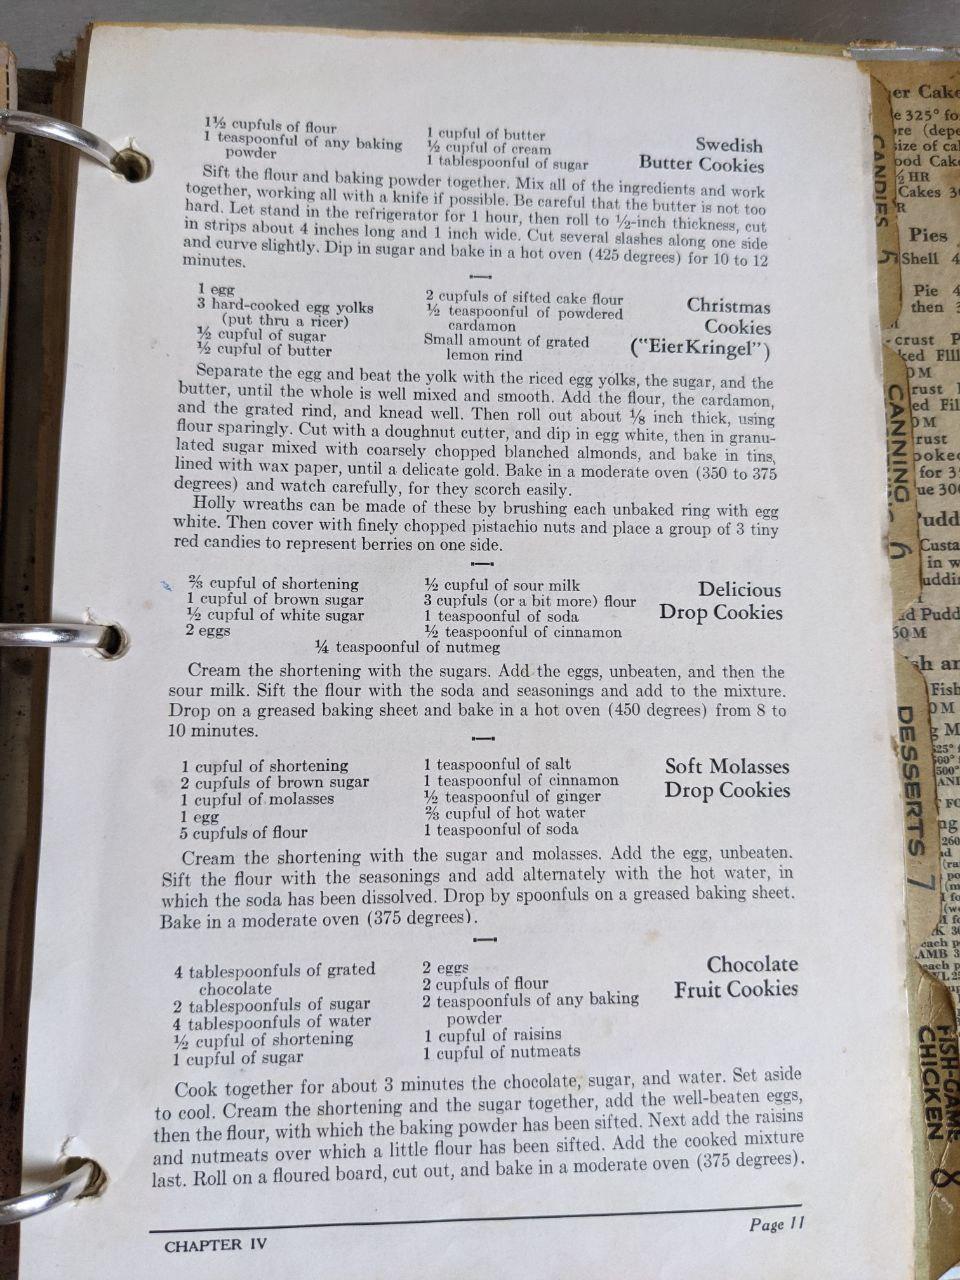 1½ cupfuls of flour
1 teaspoonful of any baking
powder
1 cupful of butter
½ cupful of cream
1 tablespoonful of sugar
Swedish
Butter Cookies
Sift the flour and baking powder together. Mix all of the ingredients and work
together, working all with a knife if possible. Be careful that the butter is not too
hard. Let stand in the refrigerator for 1 hour, then roll to ½-inch thickness, cut
in strips about 4 inches long and 1 inch wide. Cut several slashes along one side
and curve slightly. Dip in sugar and bake in a hot oven (425 degrees) for 10 to 12
minutes.
1 egg
3 hard-cooked egg yolks
(put thru a ricer)
½ cupful of sugar
½ cupful of butter
2 cupfuls of sifted cake flour
½ teaspoonful of powdered
cardamon
Small amount of grated
lemon rind
Christmas
Cookies
("Eier Kringel")
Separate the egg and beat the yolk with the riced egg yolks, the sugar, and the
butter, until the whole is well mixed and smooth. Add the flour, the cardamon,
and the grated rind, and knead well. Then roll out about ⅛ inch thick, using
flour sparingly. Cut with a doughnut cutter, and dip in egg white, then in granu-
lated sugar mixed with coarsely chopped blanched almonds, and bake in tins,
lined with wax paper, until a delicate gold. Bake in a moderate oven (350 to 375
degrees) and watch carefully, for they scorch easily.
Holly wreaths can be made of these by brushing each unbaked ring with egg
white. Then cover with finely chopped pistachio nuts and place a group of 3 tiny
red candies to represent berries on one side.
⅔ cupful of shortening
1 cupful of brown sugar
½ cupful of white sugar
2 eggs
½ cupful of sour milk
3 cupfuls (or a bit more) flour
1 teaspoonful of soda
½ teaspoonful of cinnamon
¼ teaspoonful of nutmeg
Delicious
Drop Cookies
Cream the shortening with the sugars. Add the eggs, unbeaten, and then the
sour milk. Sift the flour with the soda and seasonings and add to the mixture.
Drop on a greased baking sheet and bake in a hot oven (450 degrees) from 8 to
10 minutes.
1 cupful of shortening
2 cupfuls of brown sugar
1 cupful of molasses
1 egg
5 cupfuls of flour
1 teaspoonful of salt
1 teaspoonful of cinnamon
½ teaspoonful of ginger
⅔ cupful of hot water
1 teaspoonful of soda
Soft Molasses
Drop Cookies
Cream the shortening with the sugar and molasses. Add the egg, unbeaten.
Sift the flour with the seasonings and add alternately with the hot water, in
which the soda has been dissolved. Drop by spoonfuls on a greased baking sheet.
Bake in a moderate oven (375 degrees).
4 tablespoonfuls of grated
chocolate
2 tablespoonfuls of sugar
4 tablespoonfuls of water
½ cupful of shortening
1 cupful of sugar
2 eggs
2 cupfuls of flour
2 teaspoonfuls of any baking
powder
1 cupful of raisins
1 cupful of nutmeats
Chocolate
Fruit Cookies
Cook together for about 3 minutes the chocolate, sugar, and water. Set aside
to cool. Cream the shortening and the sugar together, add the well-beaten eggs,
then the flour, with which the baking powder has been sifted. Next add the raisins
and nutmeats over which a little flour has been sifted. Add the cooked mixture
last. Roll on a floured board, cut out, and bake in a moderate oven (375 degrees).
CHAPTER IV
Page 11
CANDIES 5
CANNING 6
DESSERTS 7
FISH-GAME
CHICKEN 8
Pies
Shell
Pie
then